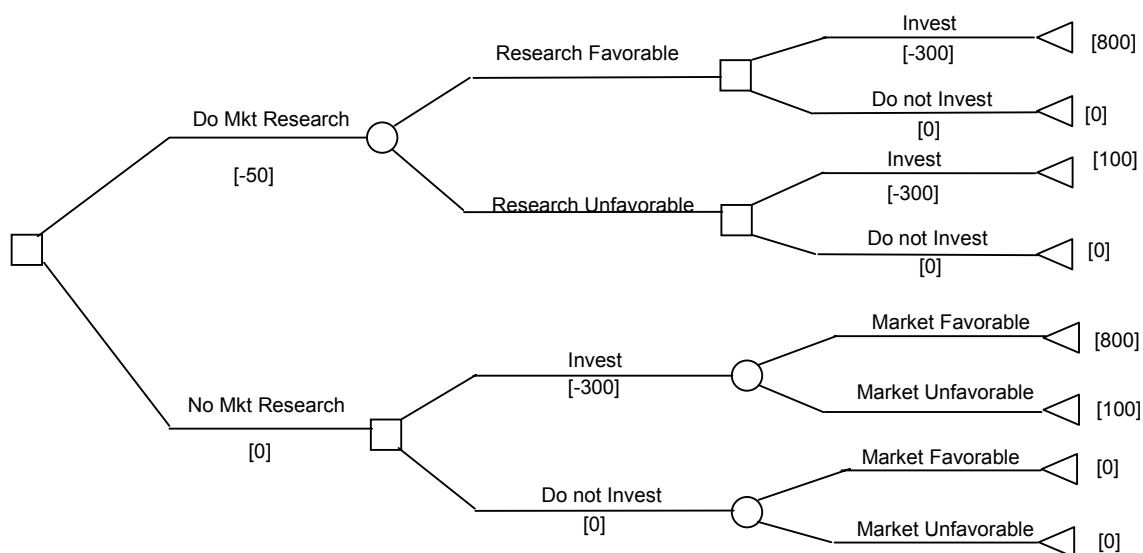 Invest
[-300]
[800]
Research Favorable
Do not Invest
[0]
[0]
Do Mkt Research
[-50]
Invest
[-300]
[100]
Research Unfavorable
Do not Invest
[0]
[0]
Market Favorable
[800]
Invest
[-300]
Market Unfavorable
[100]
No Mkt Research
[0]
Market Favorable
[0]
Do not Invest
[0]
Market Unfavorable
[0]